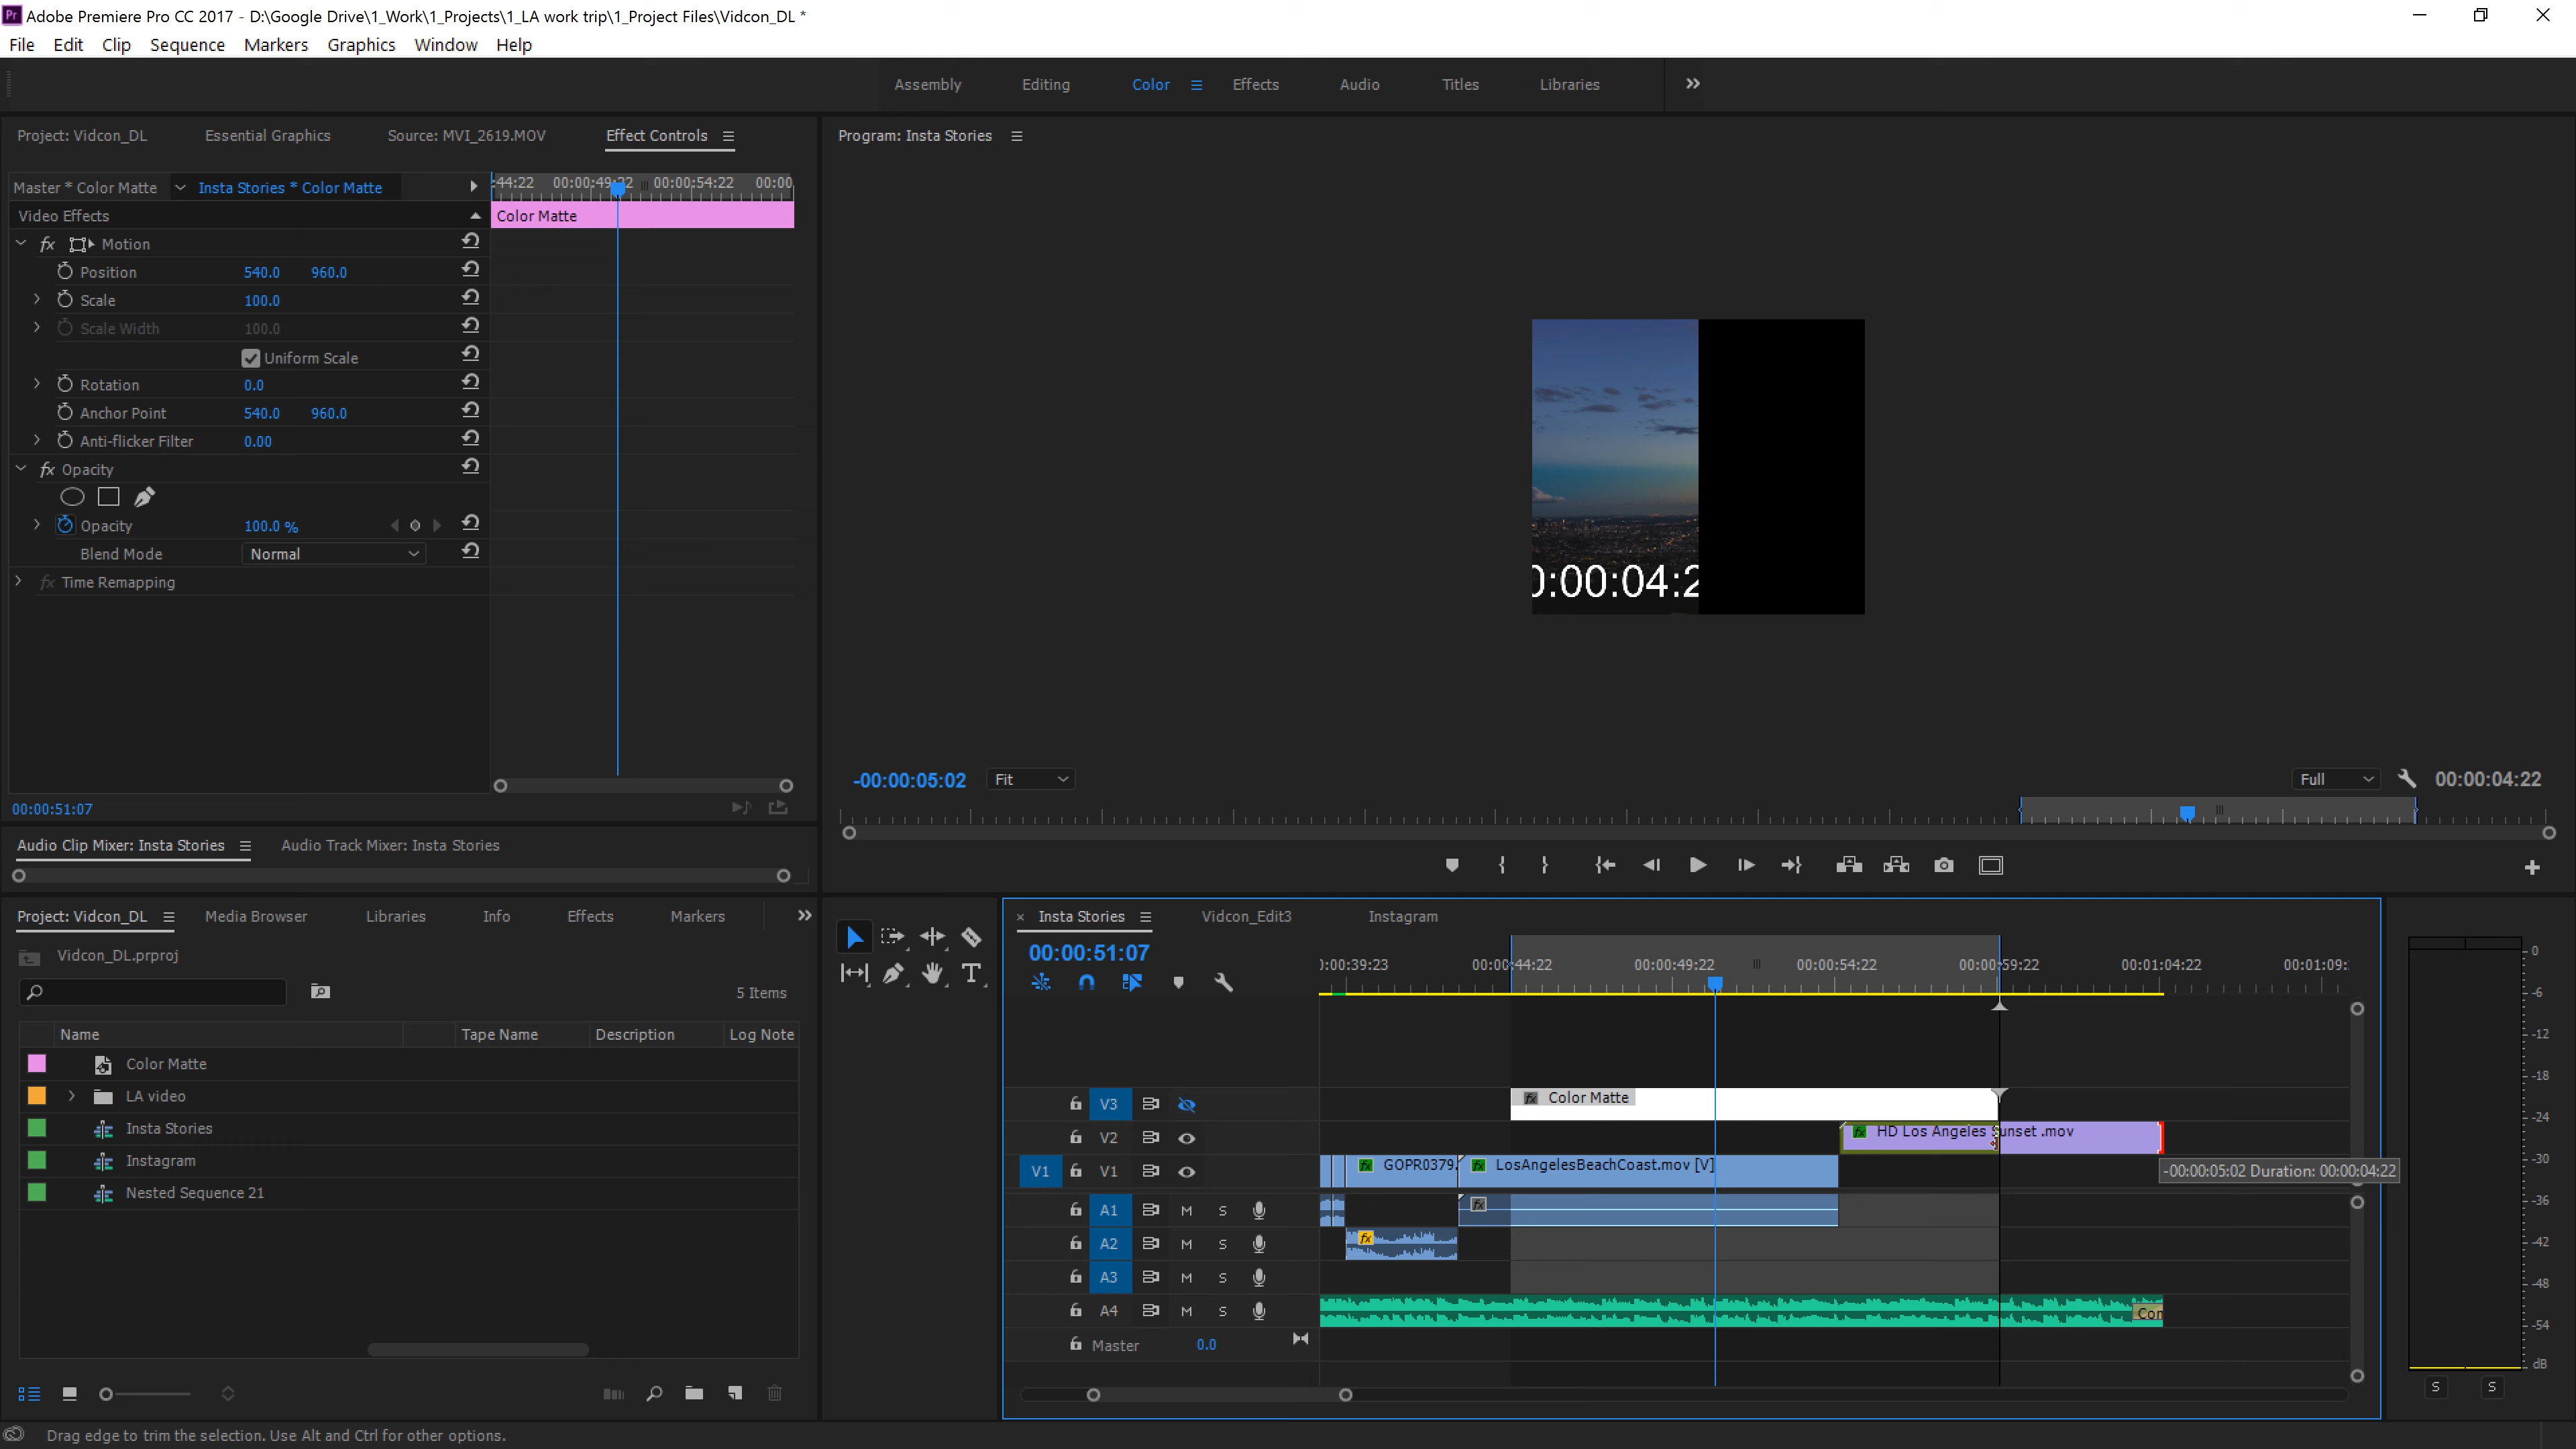 Adobe Premiere Pro CC 2017 - D:\Google Drive\1_Work\1_Projects\1_LA work trip\1_Project Files\Vidcon_DL *
File Edit Clip Sequence Markers Graphics Window Help
Assembly Editing Color Effects Audio Titles Libraries
Project: Vidcon_DL Essential Graphics Source: MVI_2619.MOV Effect Controls
Program: Insta Stories
Master * Color Matte Insta Stories * Color Matte
:44:22 00:00:49:22 00:00:54:22 00:00
Video Effects
Color Matte
fx Motion
Position 540.0 960.0
Scale 100.0
Scale Width 100.0
Uniform Scale
Rotation 0.0
Anchor Point 540.0 960.0
Anti-flicker Filter 0.00
fx Opacity
Opacity 100.0 %
Blend Mode Normal
fx Time Remapping
0:00:04:2
00:00:51:07
-00:00:05:02 Fit Full 00:00:04:22
Audio Clip Mixer: Insta Stories Audio Track Mixer: Insta Stories
Project: Vidcon_DL Media Browser Libraries Info Effects Markers
Vidcon_DL.prproj
5 Items
Name Tape Name Description Log Note
Color Matte
LA video
Insta Stories
Instagram
Nested Sequence 21
Insta Stories Vidcon_Edit3 Instagram
00:00:51:07
):00:39:23 00:00:44:22 00:00:49:22 00:00:54:22 00:00:59:22 00:01:04:22 00:01:09:
V3 fx Color Matte
V2 fx HD Los Angeles Sunset .mov
V1 V1 fx GOPR0379. fx LosAngelesBeachCoast.mov [V]
-00:00:05:02 Duration: 00:00:04:22
A1 M S fx
A2 M S fx
A3 M S
A4 M S Con
Master 0.0
0
-6
-12
-18
-24
-30
-36
-42
-48
-54
dB
S S
Drag edge to trim the selection. Use Alt and Ctrl for other options.